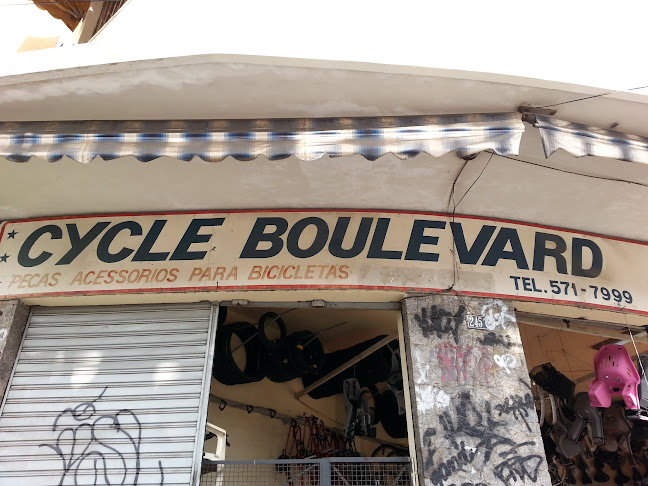 CYCLE BOULEVARD
PEÇAS ACESSORIOS PARA BICICLETAS
TEL. 571-7999
245